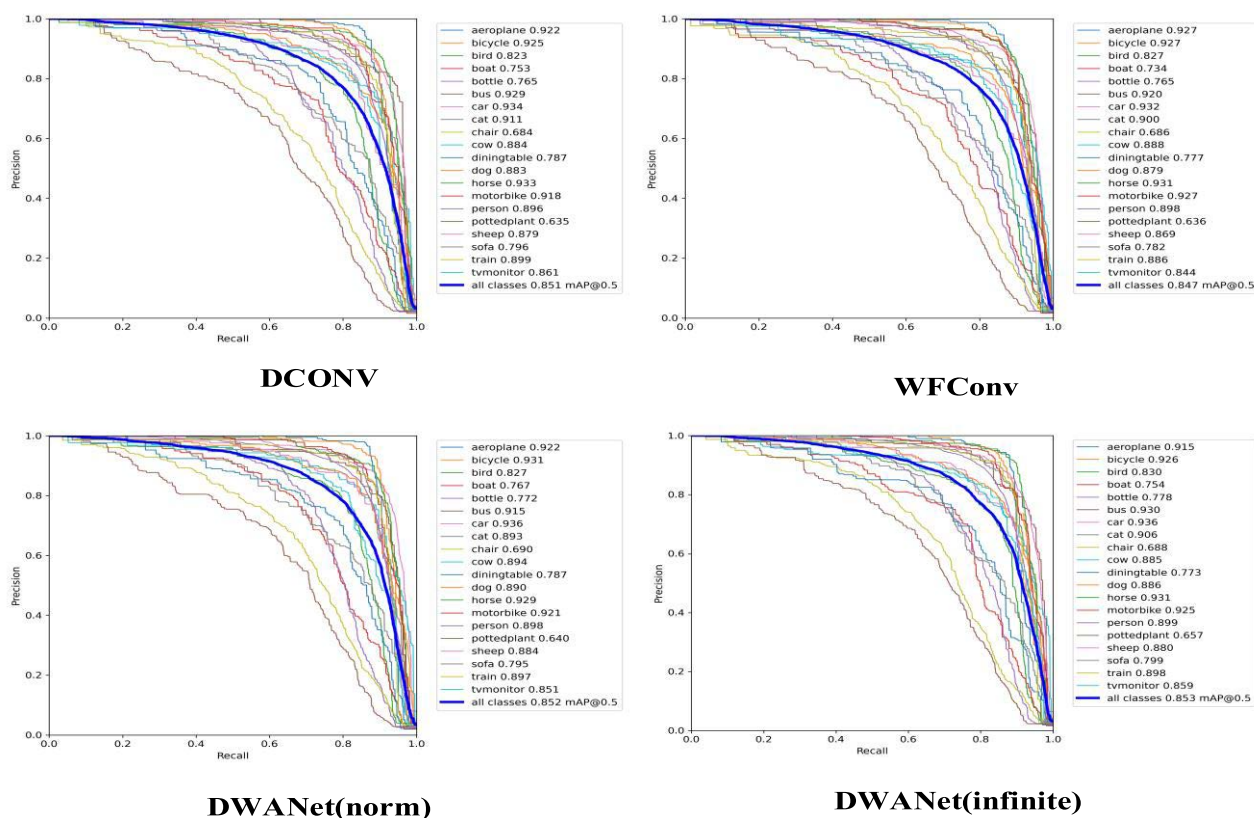 1.0
0.8
0.6
0.4
0.2
0.0
Precision
0.0 0.2 0.4 0.6 0.8 1.0
Recall
aeroplane 0.922
bicycle 0.925
bird 0.823
boat 0.753
bottle 0.765
bus 0.929
car 0.934
cat 0.911
chair 0.684
cow 0.884
diningtable 0.787
dog 0.883
horse 0.933
motorbike 0.918
person 0.896
pottedplant 0.635
sheep 0.879
sofa 0.796
train 0.899
tvmonitor 0.861
all classes 0.851 mAP@0.5
DCONV
1.0
0.8
0.6
0.4
0.2
0.0
Precision
0.0 0.2 0.4 0.6 0.8 1.0
Recall
aeroplane 0.927
bicycle 0.927
bird 0.827
boat 0.734
bottle 0.765
bus 0.920
car 0.932
cat 0.900
chair 0.686
cow 0.888
diningtable 0.777
dog 0.879
horse 0.931
motorbike 0.927
person 0.898
pottedplant 0.636
sheep 0.869
sofa 0.782
train 0.886
tvmonitor 0.844
all classes 0.847 mAP@0.5
WFConv
1.0
0.8
0.6
0.4
0.2
0.0
Precision
0.0 0.2 0.4 0.6 0.8 1.0
Recall
aeroplane 0.922
bicycle 0.931
bird 0.827
boat 0.767
bottle 0.772
bus 0.915
car 0.936
cat 0.893
chair 0.690
cow 0.894
diningtable 0.787
dog 0.890
horse 0.929
motorbike 0.921
person 0.898
pottedplant 0.640
sheep 0.884
sofa 0.795
train 0.897
tvmonitor 0.851
all classes 0.852 mAP@0.5
DWANet(norm)
1.0
0.8
0.6
0.4
0.2
0.0
Precision
0.0 0.2 0.4 0.6 0.8 1.0
Recall
aeroplane 0.915
bicycle 0.926
bird 0.830
boat 0.754
bottle 0.778
bus 0.930
car 0.936
cat 0.906
chair 0.688
cow 0.885
diningtable 0.773
dog 0.886
horse 0.931
motorbike 0.925
person 0.899
pottedplant 0.657
sheep 0.880
sofa 0.799
train 0.898
tvmonitor 0.859
all classes 0.853 mAP@0.5
DWANet(infinite)